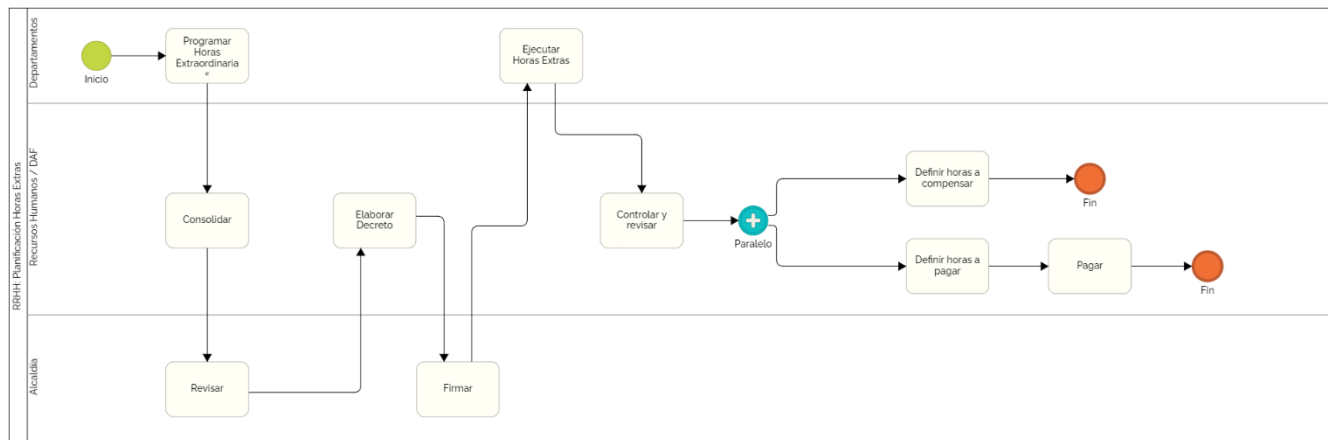 RRHH: Planificación Horas Extras
Departamentos
Inicio
Programar
Horas
Extraordinaria
Ejecutar
Horas Extras
Recursos Humanos / DAF
Consolidar
Elaborar
Decreto
Controlar y
revisar
Paralelo
Definir horas a
compensar
Fin
Definir horas a
pagar
Pagar
Fin
Alcaldía
Revisar
Firmar